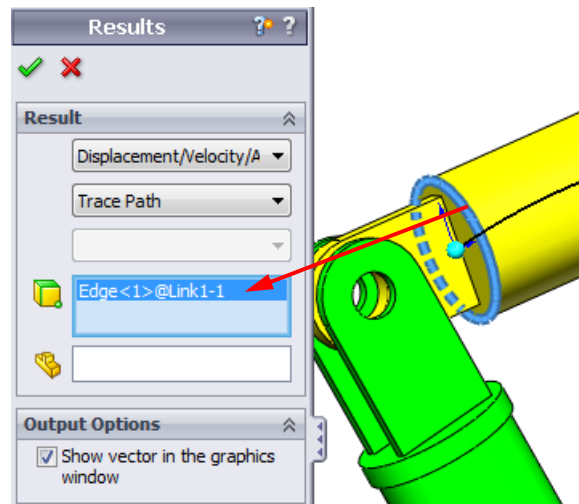 Results
? ?
Result
Displacement/Velocity/A
Trace Path
Edge<1>@Link1-1
Output Options
Show vector in the graphics
window